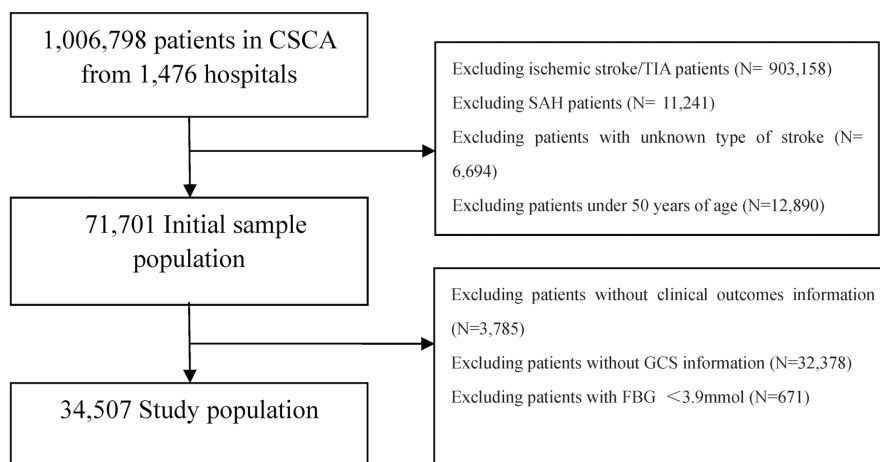 1,006,798 patients in CSCA
from 1,476 hospitals
Excluding ischemic stroke/TIA patients (N= 903,158)
Excluding SAH patients (N= 11,241)
Excluding patients with unknown type of stroke (N=
6,694)
Excluding patients under 50 years of age (N=12,890)
71,701 Initial sample
population
Excluding patients without clinical outcomes information
(N=3,785)
Excluding patients without GCS information (N=32,378)
Excluding patients with FBG <3.9mmol (N=671)
34,507 Study population